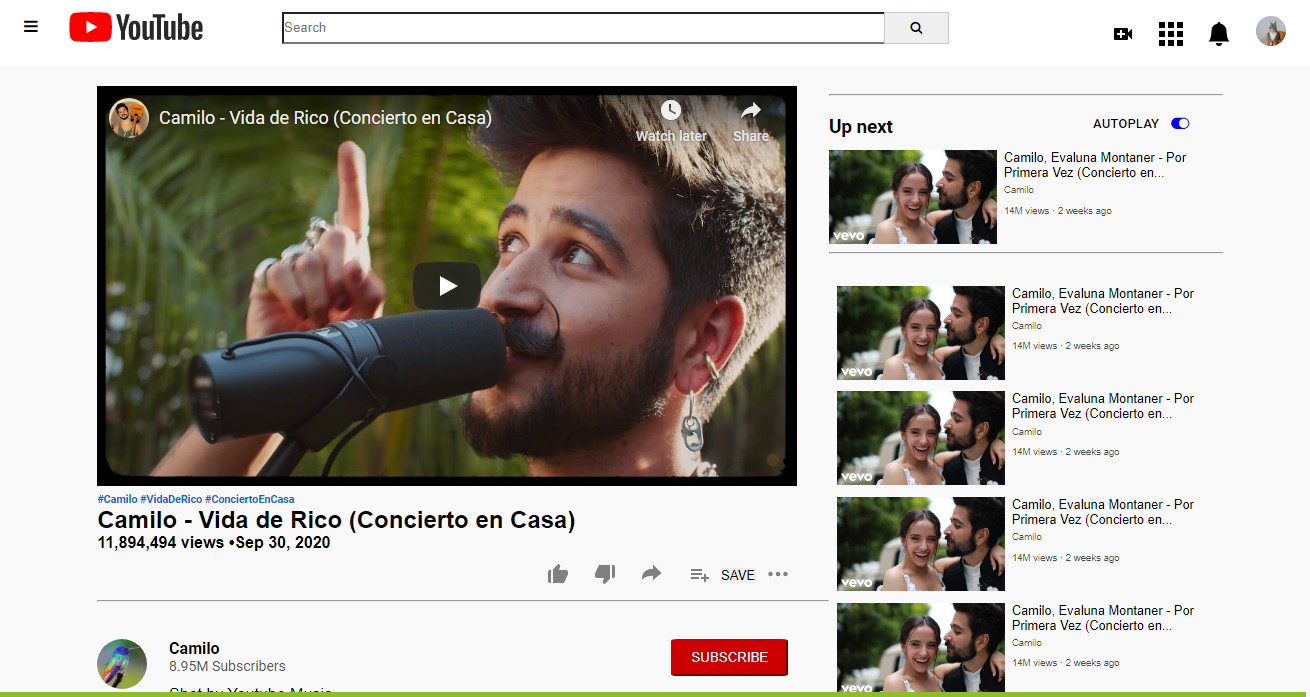 YouTube
Search
Camilo - Vida de Rico (Concierto en Casa)
Watch later
Share
#Camilo #VidaDeRico #ConciertoEnCasa
Camilo - Vida de Rico (Concierto en Casa)
11,894,494 views •Sep 30, 2020
SAVE
Camilo
8.95M Subscribers
SUBSCRIBE
Up next
AUTOPLAY
vevo
Camilo, Evaluna Montaner - Por
Primera Vez (Concierto en...
Camilo
14M views · 2 weeks ago
vevo
Camilo, Evaluna Montaner - Por
Primera Vez (Concierto en...
Camilo
14M views · 2 weeks ago
vevo
Camilo, Evaluna Montaner - Por
Primera Vez (Concierto en...
Camilo
14M views · 2 weeks ago
vevo
Camilo, Evaluna Montaner - Por
Primera Vez (Concierto en...
Camilo
14M views · 2 weeks ago
vevo
Camilo, Evaluna Montaner - Por
Primera Vez (Concierto en...
Camilo
14M views · 2 weeks ago